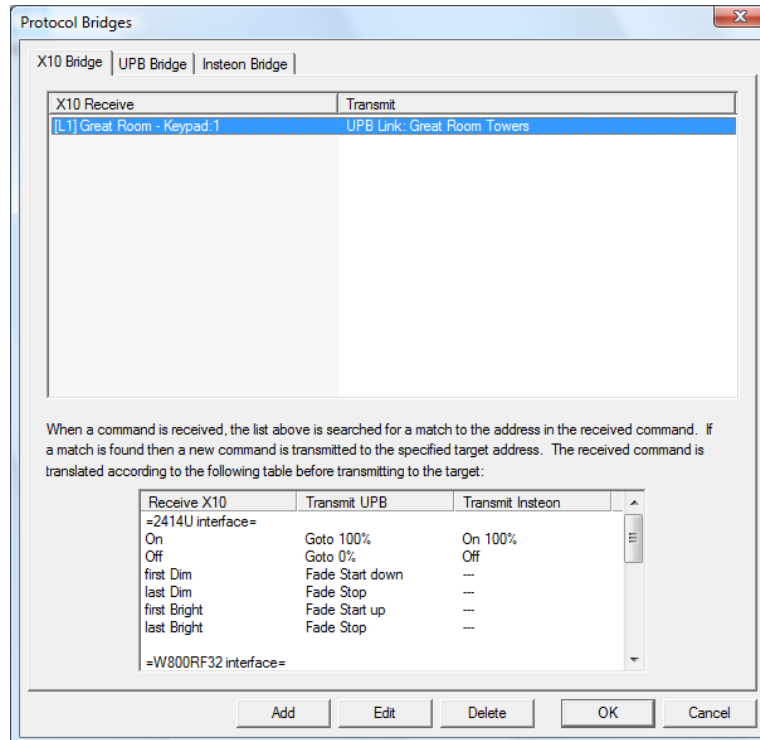 Protocol Bridges
X10 Bridge UPB Bridge Insteon Bridge
X10 Receive Transmit
[L1] Great Room - Keypad:1 UPB Link: Great Room Towers
When a command is received, the list above is searched for a match to the address in the received command. If
a match is found then a new command is transmitted to the specified target address. The received command is
translated according to the following table before transmitting to the target:
Receive X10 Transmit UPB Transmit Insteon
=2414U interface=
On Goto 100% On 100%
Off Goto 0% Off
first Dim Fade Start down ---
last Dim Fade Stop ---
first Bright Fade Start up ---
last Bright Fade Stop ---
=W800RF32 interface=
Add Edit Delete OK Cancel